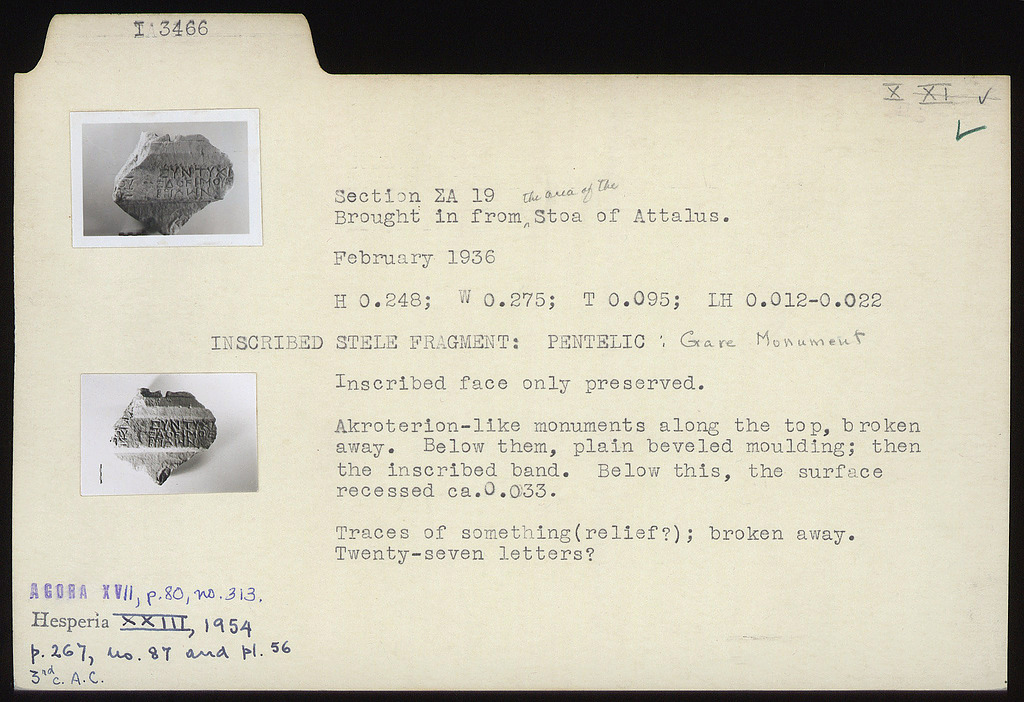 I 3466
X XI ✓
✓
ΣΥΝΤΥΧΙ
Section ΣΑ 19
the area of the
Brought in from ‸ Stoa of Attalus.
February 1936
H 0.248; W 0.275; T 0.095; LH 0.012-0.022
INSCRIBED STELE FRAGMENT: PENTELIC : Grave Monument
Inscribed face only preserved.
Akroterion-like monuments along the top, broken
away. Below them, plain beveled moulding; then
the inscribed band. Below this, the surface
recessed ca.0.033.
Traces of something(relief?); broken away.
Twenty-seven letters?
AGORA XVII, p.80, no.313.
Hesperia XXIII, 1954
p.267, no. 87 and pl. 56
3rd c. A.C.